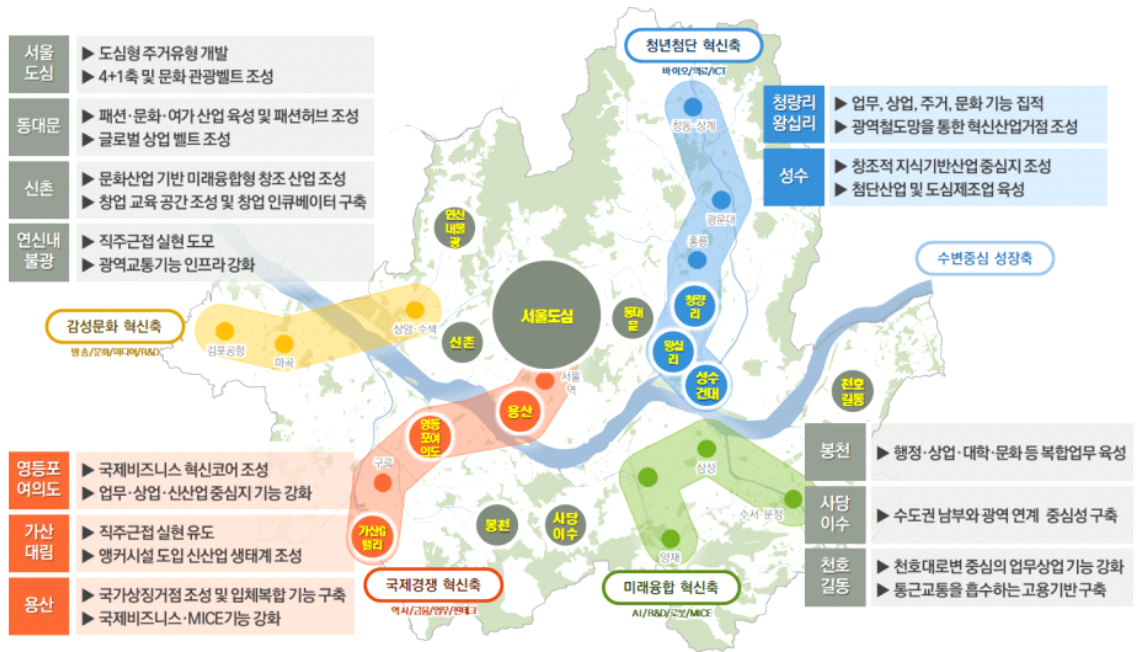 서울
도심
▶ 도심형 주거유형 개발
▶ 4+1축 및 문화 관광벨트 조성
동대문
▶ 패션·문화·여가 산업 육성 및 패션허브 조성
▶ 글로벌 상업 벨트 조성
신촌
▶ 문화산업 기반 미래융합형 창조 산업 조성
▶ 창업 교육 공간 조성 및 창업 인큐베이터 구축
연신내
불광
▶ 직주근접 실현 도모
▶ 광역교통기능 인프라 강화
청년첨단 혁신축
바이오/의료/ICT
청량리
왕십리
▶ 업무, 상업, 주거, 문화 기능 집적
▶ 광역철도망을 통한 혁신산업거점 조성
성수
▶ 창조적 지식기반산업 중심지 조성
▶ 첨단산업 및 도심제조업 육성
수변중심 성장축
창동·상계
광운대
홍릉
연신
내불
광
서울도심
동대
문
청량
리
왕십
리
성수
건대
신촌
상암·수색
감성문화 혁신축
방송/문화/미디어/R&D
김포공항
마곡
서울
역
용산
영등
포여
의도
구로
가산G
밸리
천호
길동
삼성
수서·문정
양재
봉천
사당
이수
영등포
여의도
▶ 국제비즈니스 혁신코어 조성
▶ 업무·상업·신산업 중심지 기능 강화
가산
대림
▶ 직주근접 실현 유도
▶ 앵커시설 도입 신산업 생태계 조성
용산
▶ 국가상징거점 조성 및 입체복합 기능 구축
▶ 국제비즈니스·MICE기능 강화
국제경쟁 혁신축
역사/금융/업무/핀테크
미래융합 혁신축
AI/R&D/로봇/MICE
봉천
▶ 행정·상업·대학·문화 등 복합업무 육성
사당
이수
▶ 수도권 남부와 광역 연계 중심성 구축
천호
길동
▶ 천호대로변 중심의 업무상업 기능 강화
▶ 통근교통을 흡수하는 고용기반 구축